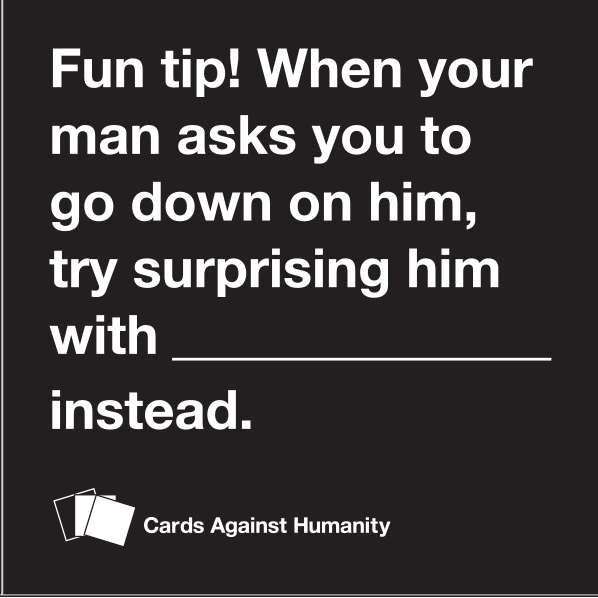 Fun tip! When your
man asks you to
go down on him,
try surprising him
with _______________
instead.
Cards Against Humanity